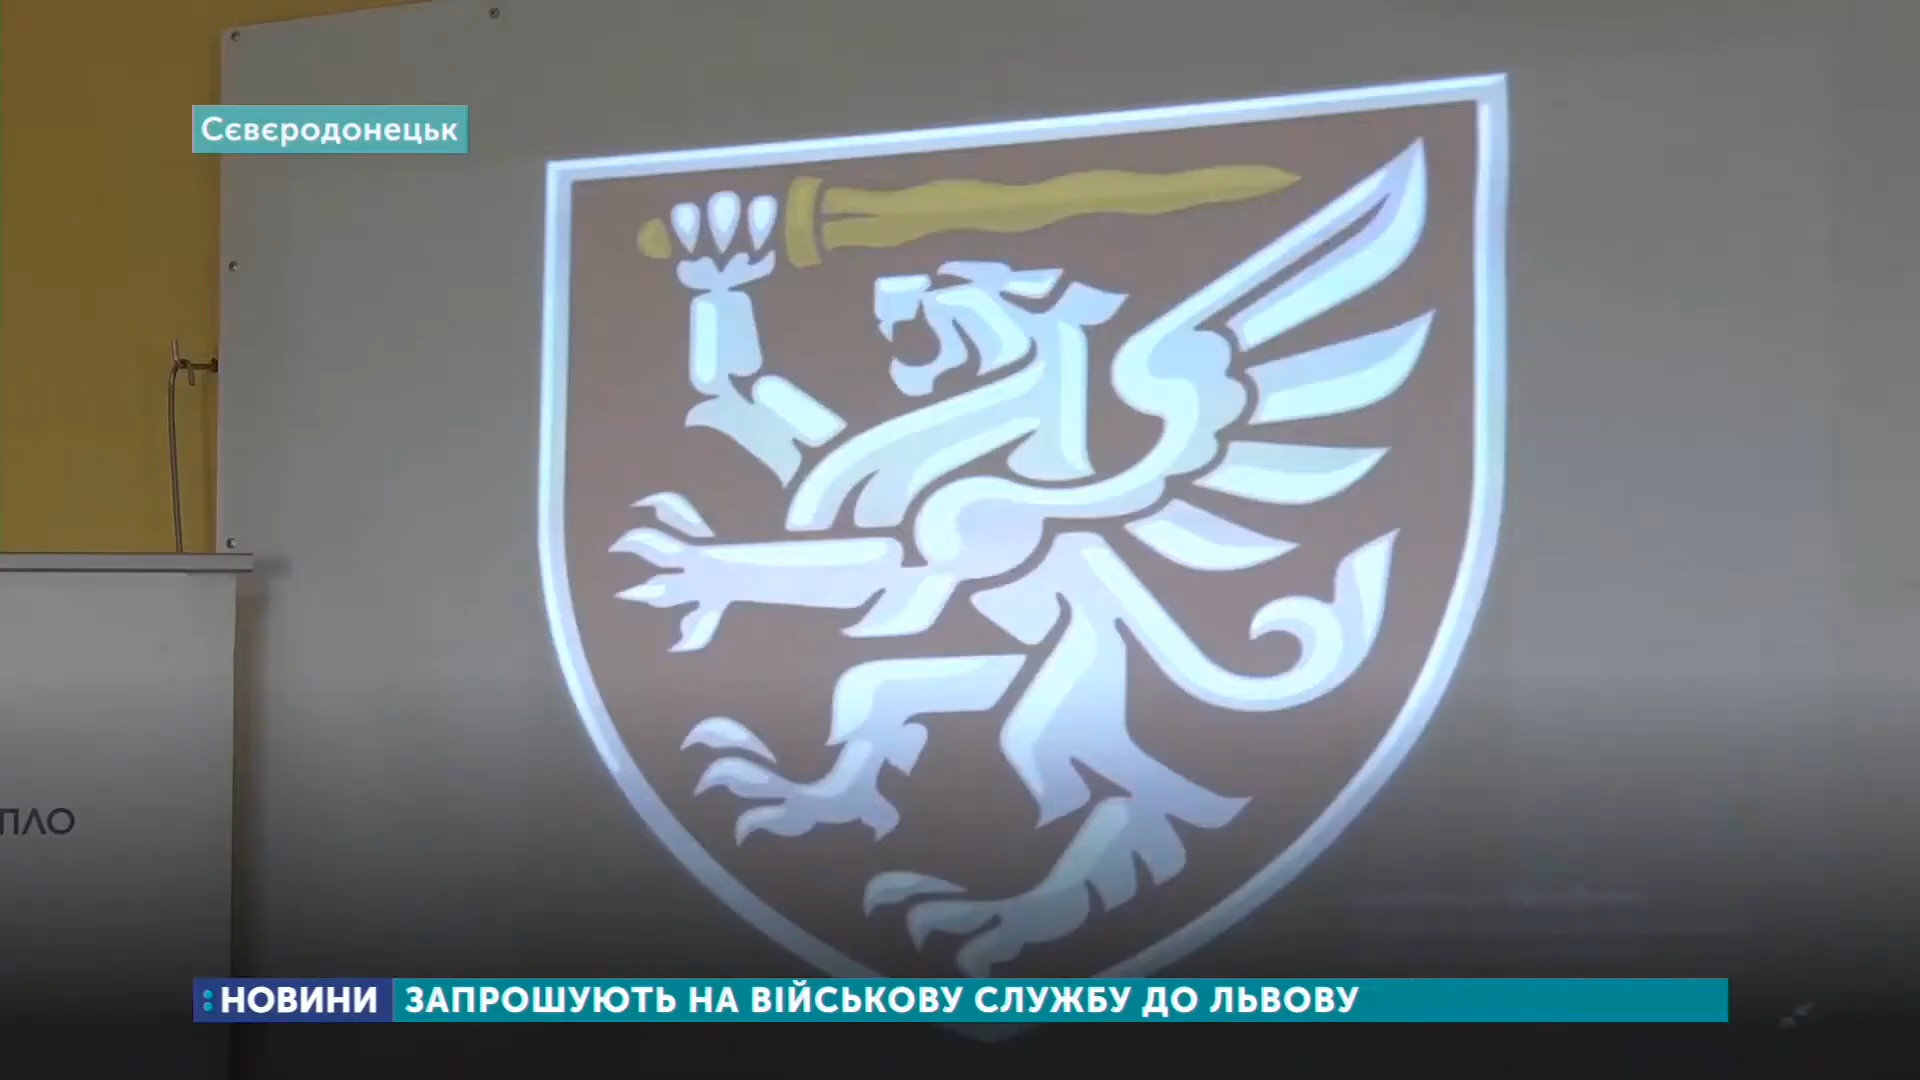 Сєвєродонецьк
ПЛО
НОВИНИ ЗАПРОШУЮТЬ НА ВІЙСЬКОВУ СЛУЖБУ ДО ЛЬВОВУ